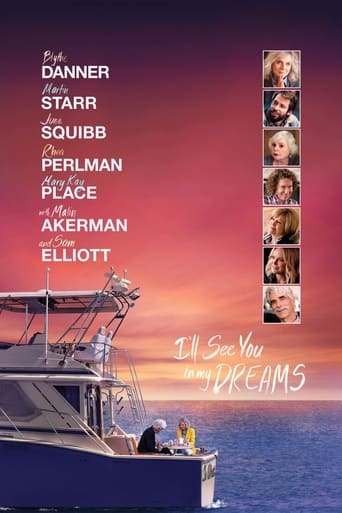 Blythe
DANNER
Martin
STARR
June
SQUIBB
Rhea
PERLMAN
Mary Kay
PLACE
with Malin
AKERMAN
and Sam
ELLIOTT
I'll See You
in my DREAMS